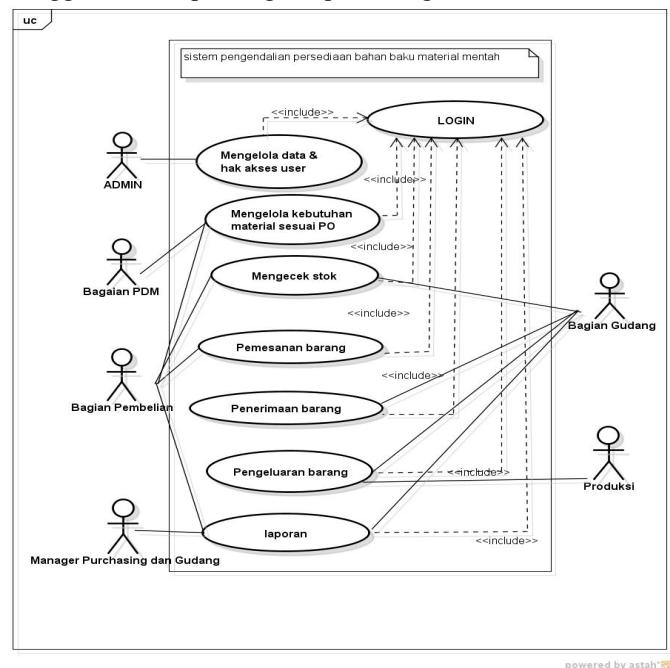 uc
sistem pengendalian persediaan bahan baku material mentah
<<include>>
LOGIN
Mengelola data &
hak akses user
ADMIN
<<include>>
Mengelola kebutuhan
material sesuai PO
<<include>>
Bagaian PDM
Mengecek stok
Bagian Gudang
<<include>>
Pemesanan barang
<<include>>
Bagian Pembelian
Penerimaan barang
Pengeluaran barang
<<include>>
Produksi
laporan
<<include>>
Manager Purchasing dan Gudang
powered by astah*